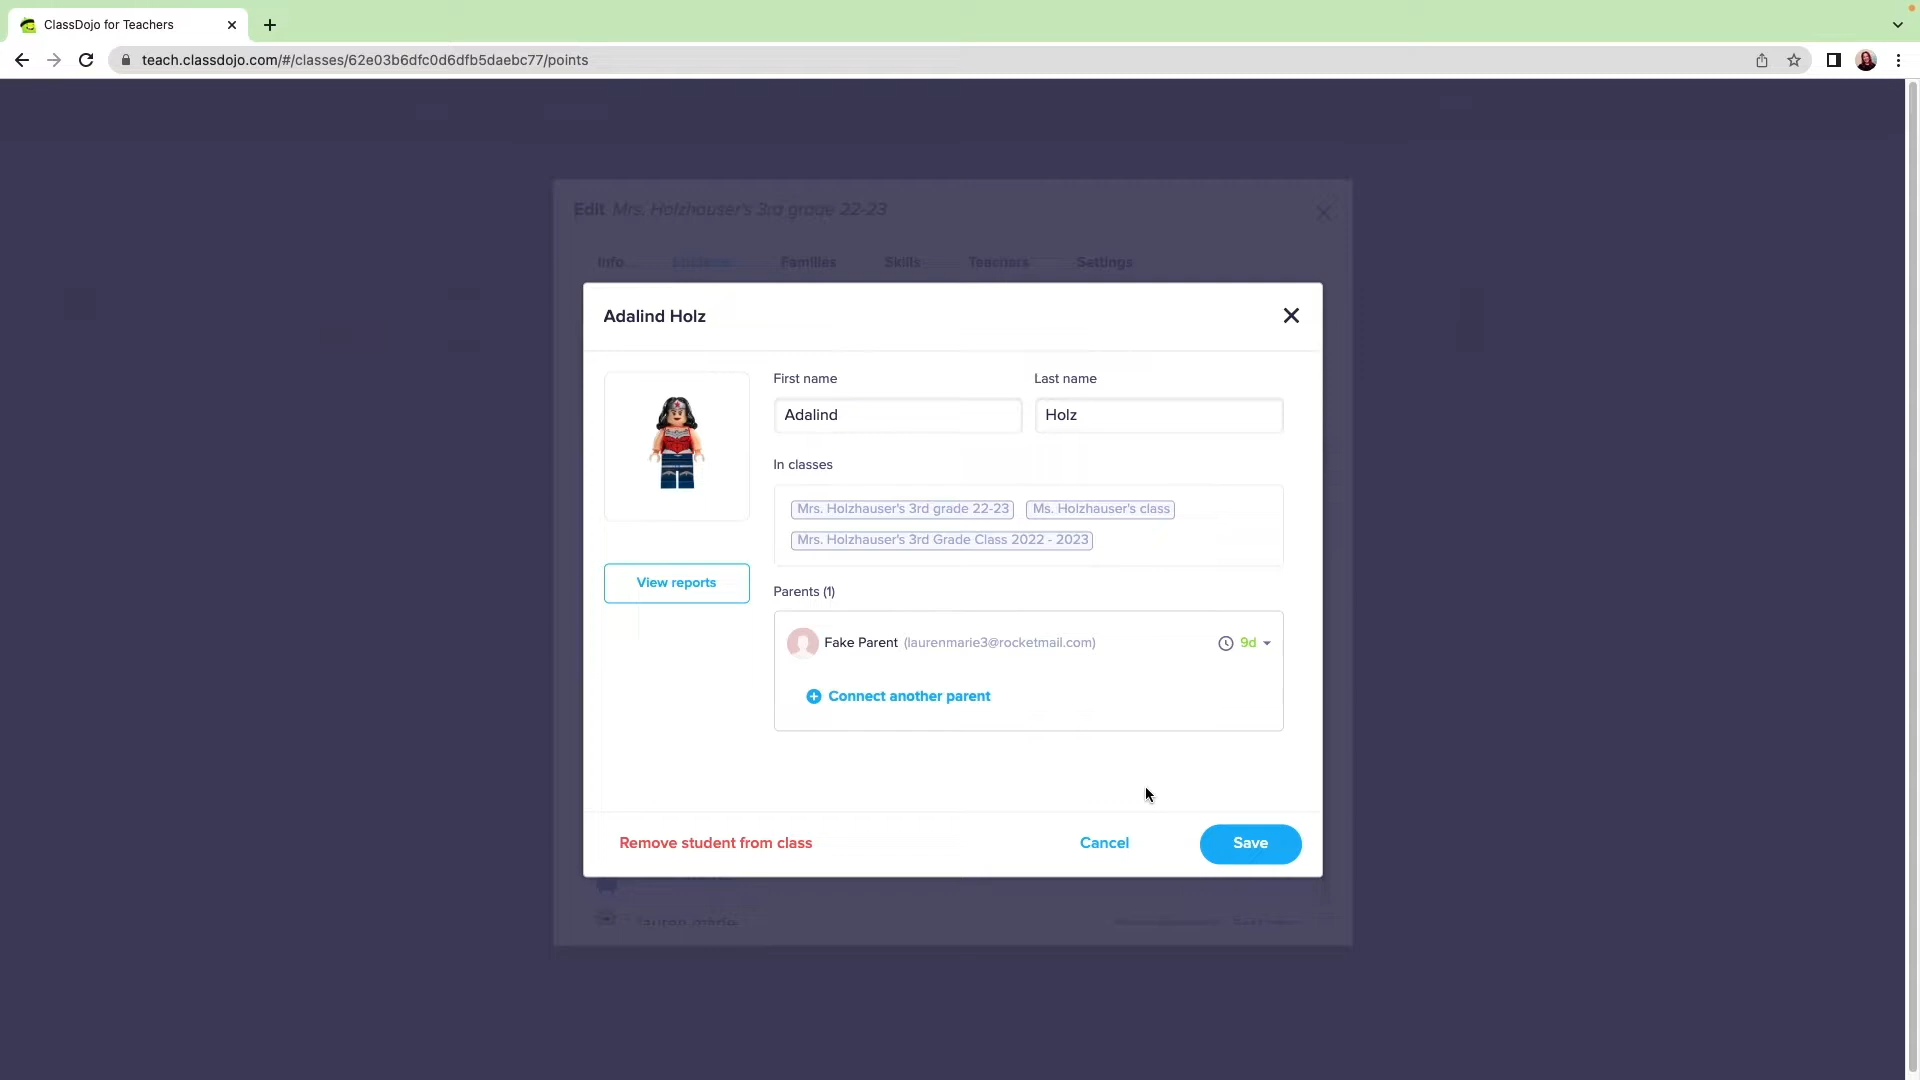 ClassDojo for Teachers
teach.classdojo.com/#/classes/62e03b6dfc0d6dfb5daebc77/points
Edit Mrs. Holzhauser's 3rd grade 22-23
Info Students Families Skills Teachers Settings
Adalind Holz
First name Last name
Adalind Holz
In classes
Mrs. Holzhauser's 3rd grade 22-23 Ms. Holzhauser's class
Mrs. Holzhauser's 3rd Grade Class 2022 - 2023
View reports
Parents (1)
Fake Parent (laurenmarie3@rocketmail.com) 9d
Connect another parent
Remove student from class Cancel Save
lauren marie